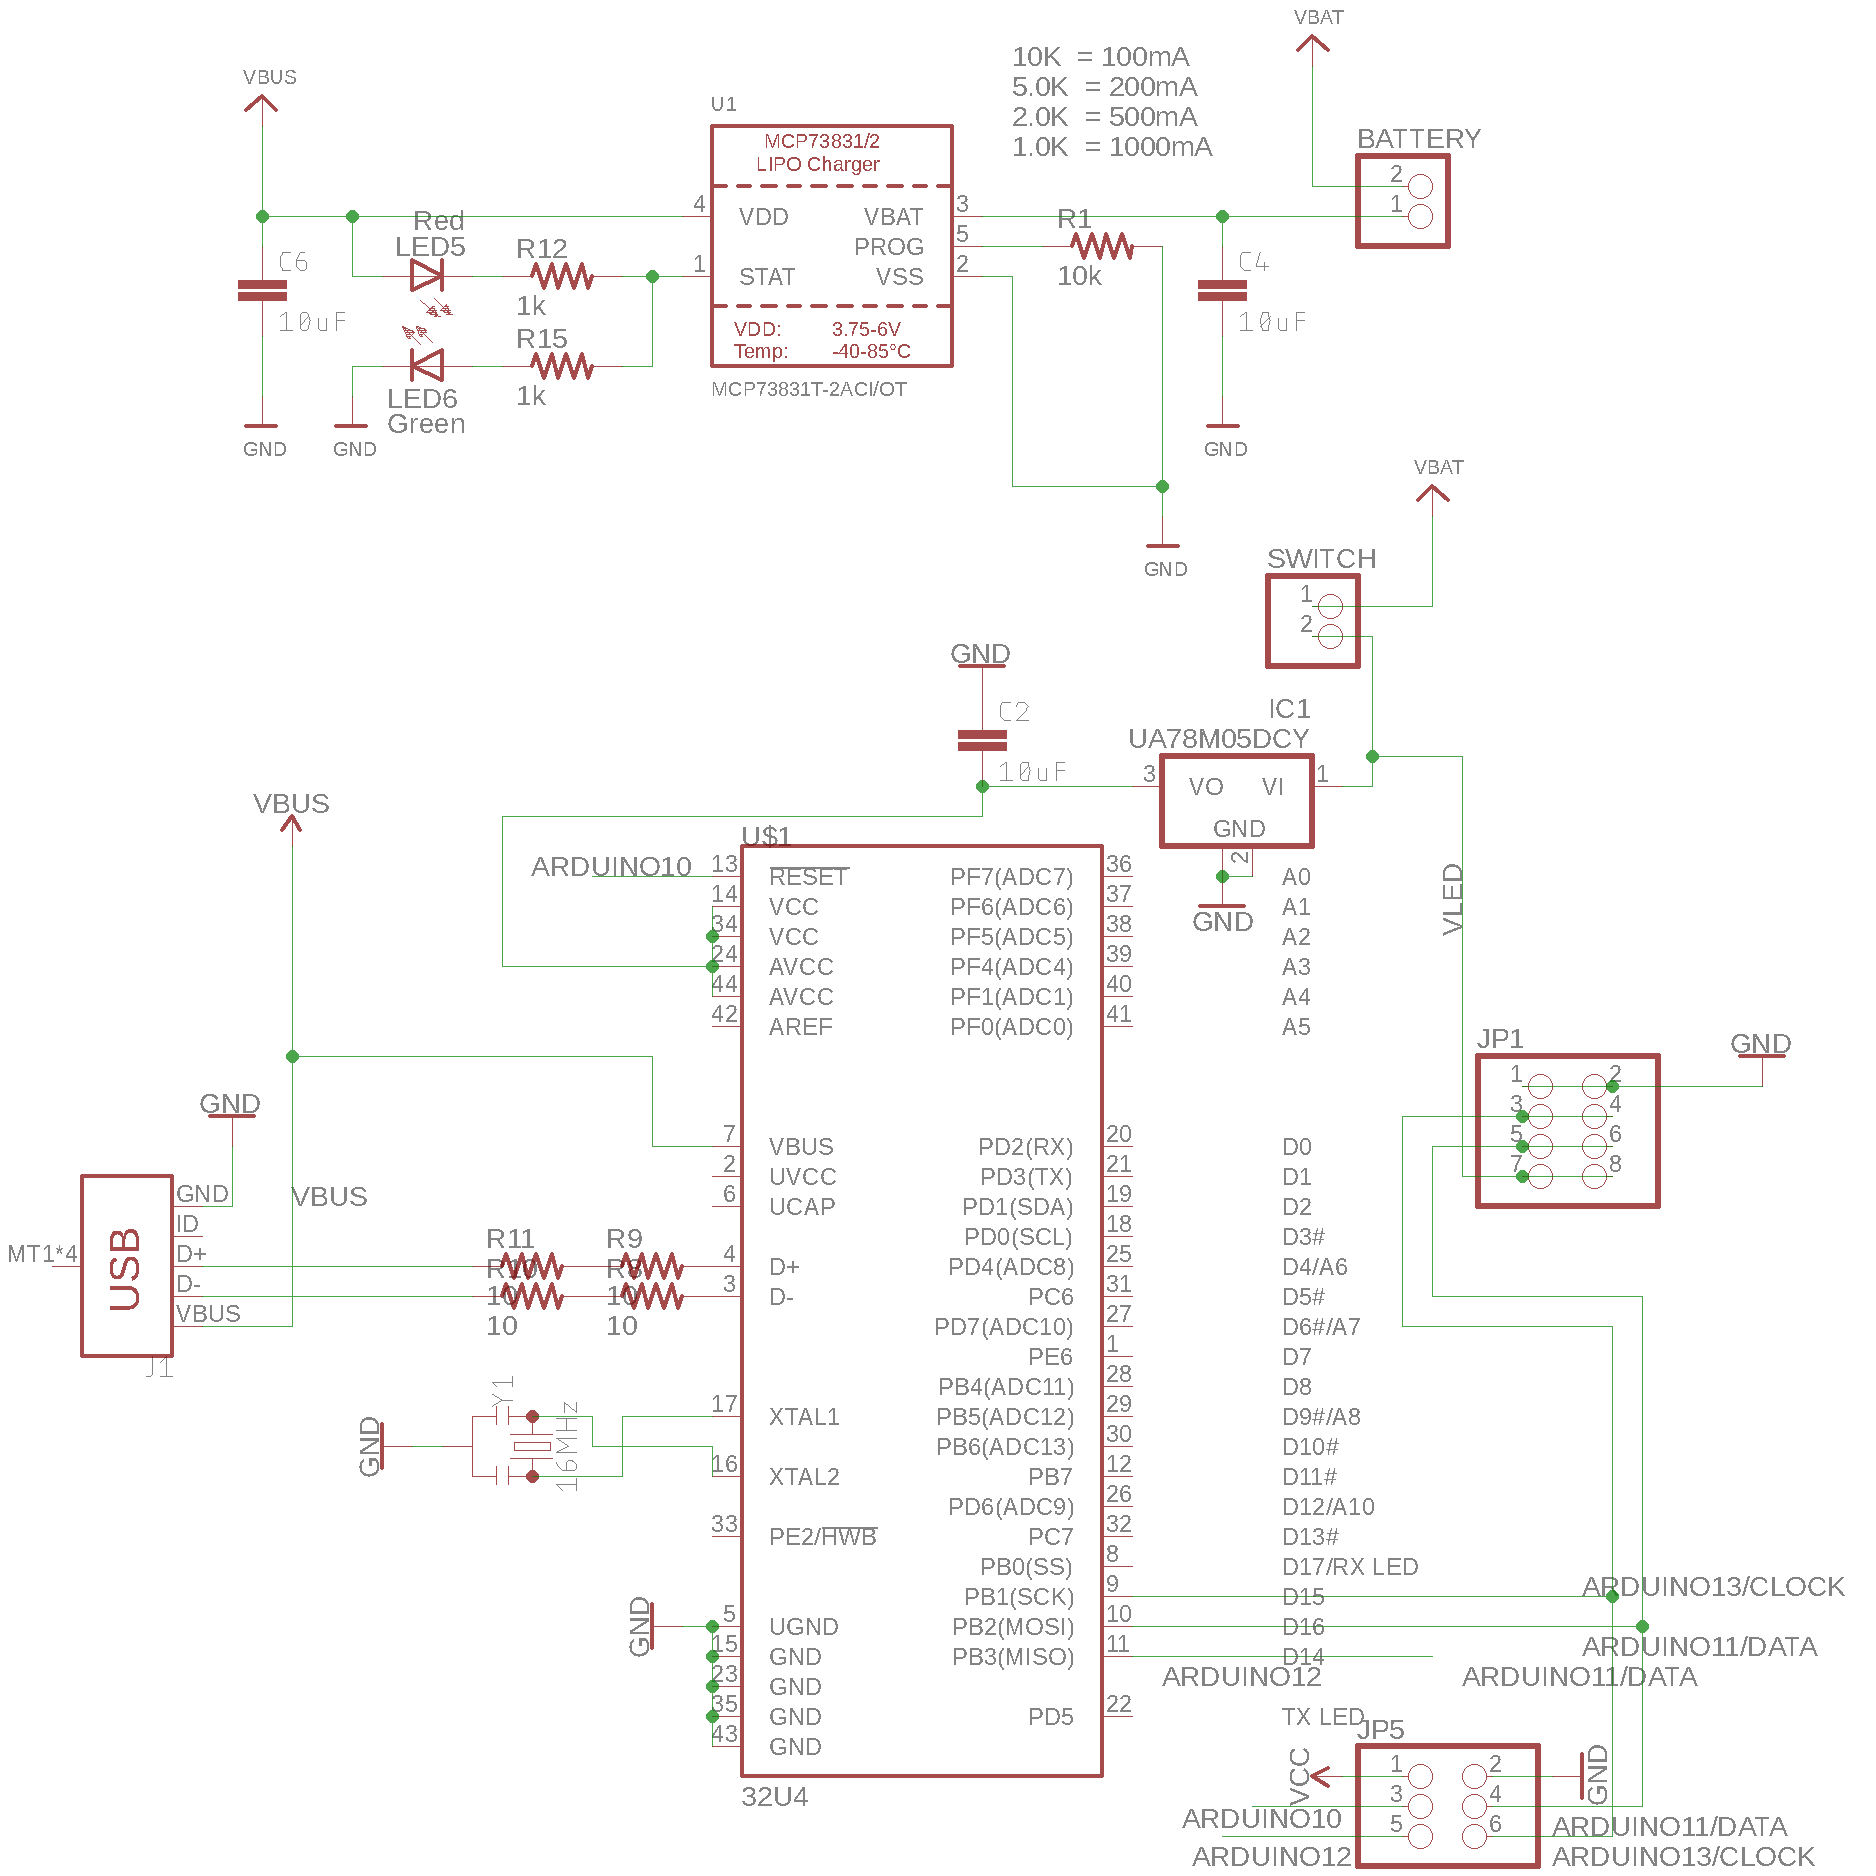 VBAT
10K = 100mA
5.0K = 200mA
2.0K = 500mA
1.0K = 1000mA
VBUS
U1
MCP73831/2
LIPO Charger
BATTERY
2
1
4 VDD VBAT 3
PROG 5
1 STAT VSS 2
VDD: 3.75-6V
Temp: -40-85°C
MCP73831T-2ACI/OT
Red
LED5
R12
1k
R15
1k
LED6
Green
C6
10uF
GND
GND
R1
10k
C4
10uF
GND
GND
VBAT
SWITCH
1
2
GND
C2
10uF
IC1
UA78M05DCY
3 VO VI 1
GND
2
GND
VLED
VBUS
U$1
ARDUINO10
13 RESET PF7(ADC7) 36 A0
14 VCC PF6(ADC6) 37 A1
34 VCC PF5(ADC5) 38 A2
24 AVCC PF4(ADC4) 39 A3
44 AVCC PF1(ADC1) 40 A4
42 AREF PF0(ADC0) 41 A5
7 VBUS PD2(RX) 20 D0
2 UVCC PD3(TX) 21 D1
6 UCAP PD1(SDA) 19 D2
PD0(SCL) 18 D3#
4 D+ PD4(ADC8) 25 D4/A6
3 D- PC6 31 D5#
PD7(ADC10) 27 D6#/A7
PE6 1 D7
PB4(ADC11) 28 D8
17 XTAL1 PB5(ADC12) 29 D9#/A8
PB6(ADC13) 30 D10#
16 XTAL2 PB7 12 D11#
PD6(ADC9) 26 D12/A10
33 PE2/HWB PC7 32 D13#
PB0(SS) 8 D17/RX LED
PB1(SCK) 9 D15
5 UGND PB2(MOSI) 10 D16
15 GND PB3(MISO) 11 D14
23 GND
35 GND PD5 22 TX LED
43 GND
32U4
GND
JP1
GND
1 2
3 4
5 6
7 8
GND
VBUS
USB
GND
ID
D+
D-
VBUS
MT1*4
J1
R11
R10
10
10
R9
R8
10
10
Y1
16MHz
GND
ARDUINO13/CLOCK
ARDUINO11/DATA
ARDUINO12
ARDUINO11/DATA
JP5
VCC
1 2
3 4
5 6
GND
ARDUINO10
ARDUINO12
ARDUINO11/DATA
ARDUINO13/CLOCK